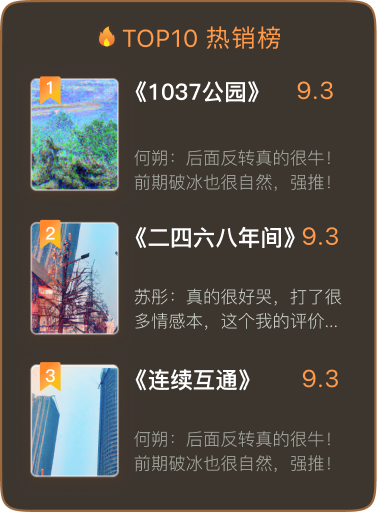 TOP10 热销榜
1
《1037公园》 9.3
何朔：后面反转真的很牛！
前期破冰也很自然，强推！
2
《二四六八年间》 9.3
苏彤：真的很好哭，打了很
多情感本，这个我的评价...
3
《连续互通》 9.3
何朔：后面反转真的很牛！
前期破冰也很自然，强推！